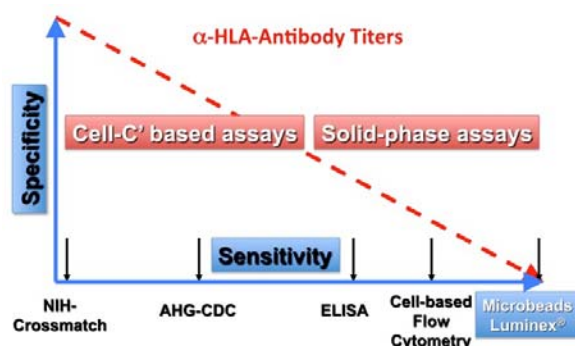 α-HLA-Antibody Titers
Specificity
Cell-C' based assays
Solid-phase assays
Sensitivity
NIH-
Crossmatch
AHG-CDC
ELISA
Cell-based
Flow
Cytometry
Microbeads
Luminex®